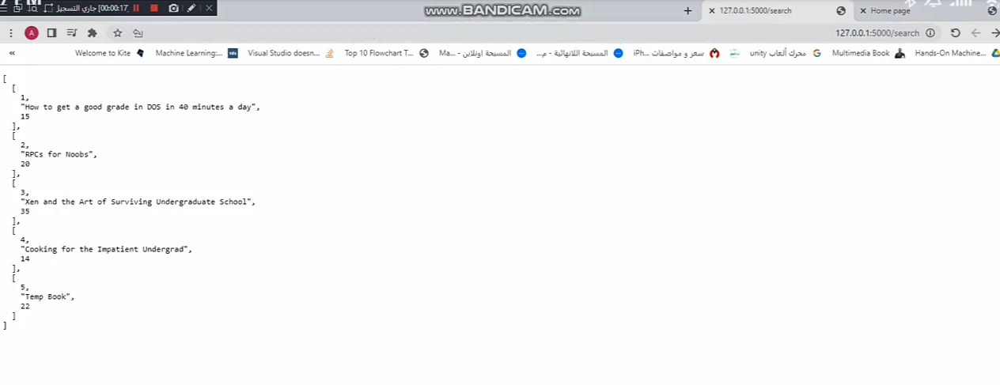 جاري التسجيل [00:00:17]
www.BANDICAM.com
127.0.0.1:5000/search
Home page
A
127.0.0.1:5000/search
Welcome to Kite
Machine Learning:...
Visual Studio doesn...
Top 10 Flowchart T...
Ma... - المسبحة اونلاين
المسبحة اللانهائية - م...
سعر و مواصفات iPh...
محرك ألعاب unity
Multimedia Book
Hands-On Machine...
[
[
1,
"How to get a good grade in DOS in 40 minutes a day",
15
],
[
2,
"RPCs for Noobs",
20
],
[
3,
"Xen and the Art of Surviving Undergraduate School",
35
],
[
4,
"Cooking for the Impatient Undergrad",
14
],
[
5,
"Temp Book",
22
]
]